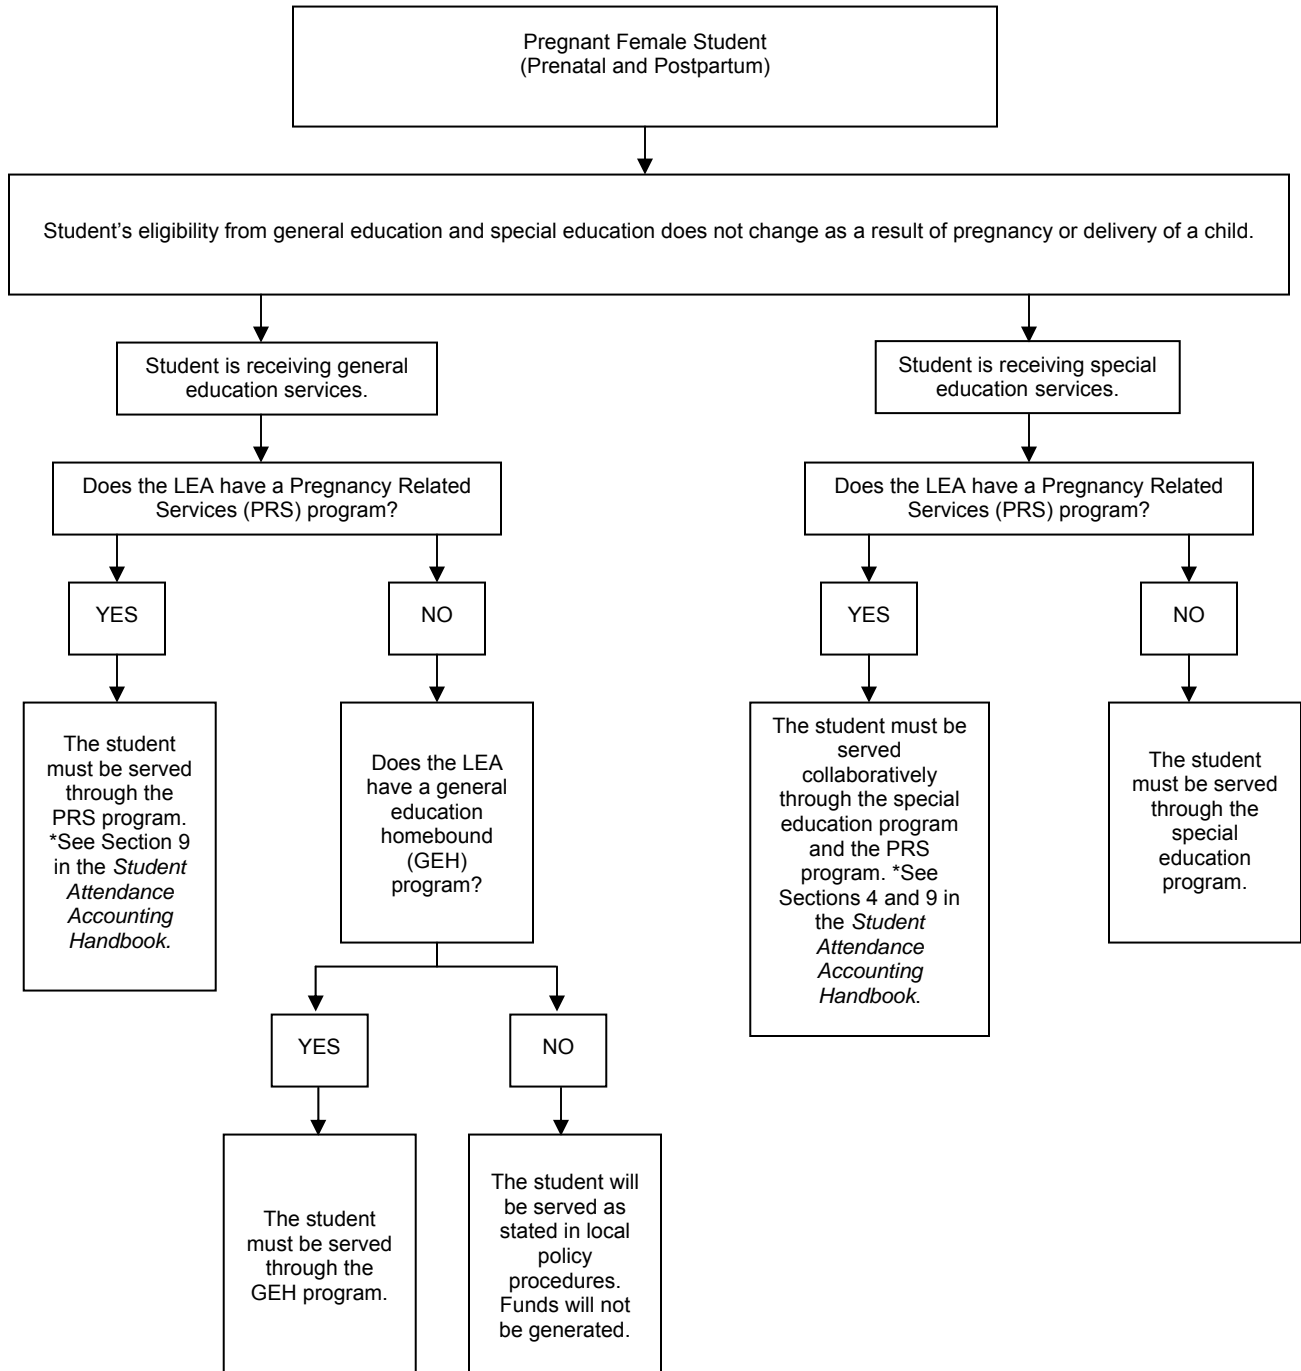 Pregnant Female Student
(Prenatal and Postpartum)
Student’s eligibility from general education and special education does not change as a result of pregnancy or delivery of a child.
Student is receiving general
education services.
Student is receiving special
education services.
Does the LEA have a Pregnancy Related
Services (PRS) program?
Does the LEA have a Pregnancy Related
Services (PRS) program?
YES
NO
YES
NO
The student
must be served
through the
PRS program.
*See Section 9
in the Student
Attendance
Accounting
Handbook.
Does the LEA
have a general
education
homebound
(GEH)
program?
The student must be
served
collaboratively
through the special
education program
and the PRS
program. *See
Sections 4 and 9 in
the Student
Attendance
Accounting
Handbook.
The student
must be served
through the
special
education
program.
YES
NO
The student
must be served
through the
GEH program.
The student will
be served as
stated in local
policy
procedures.
Funds will not
be generated.